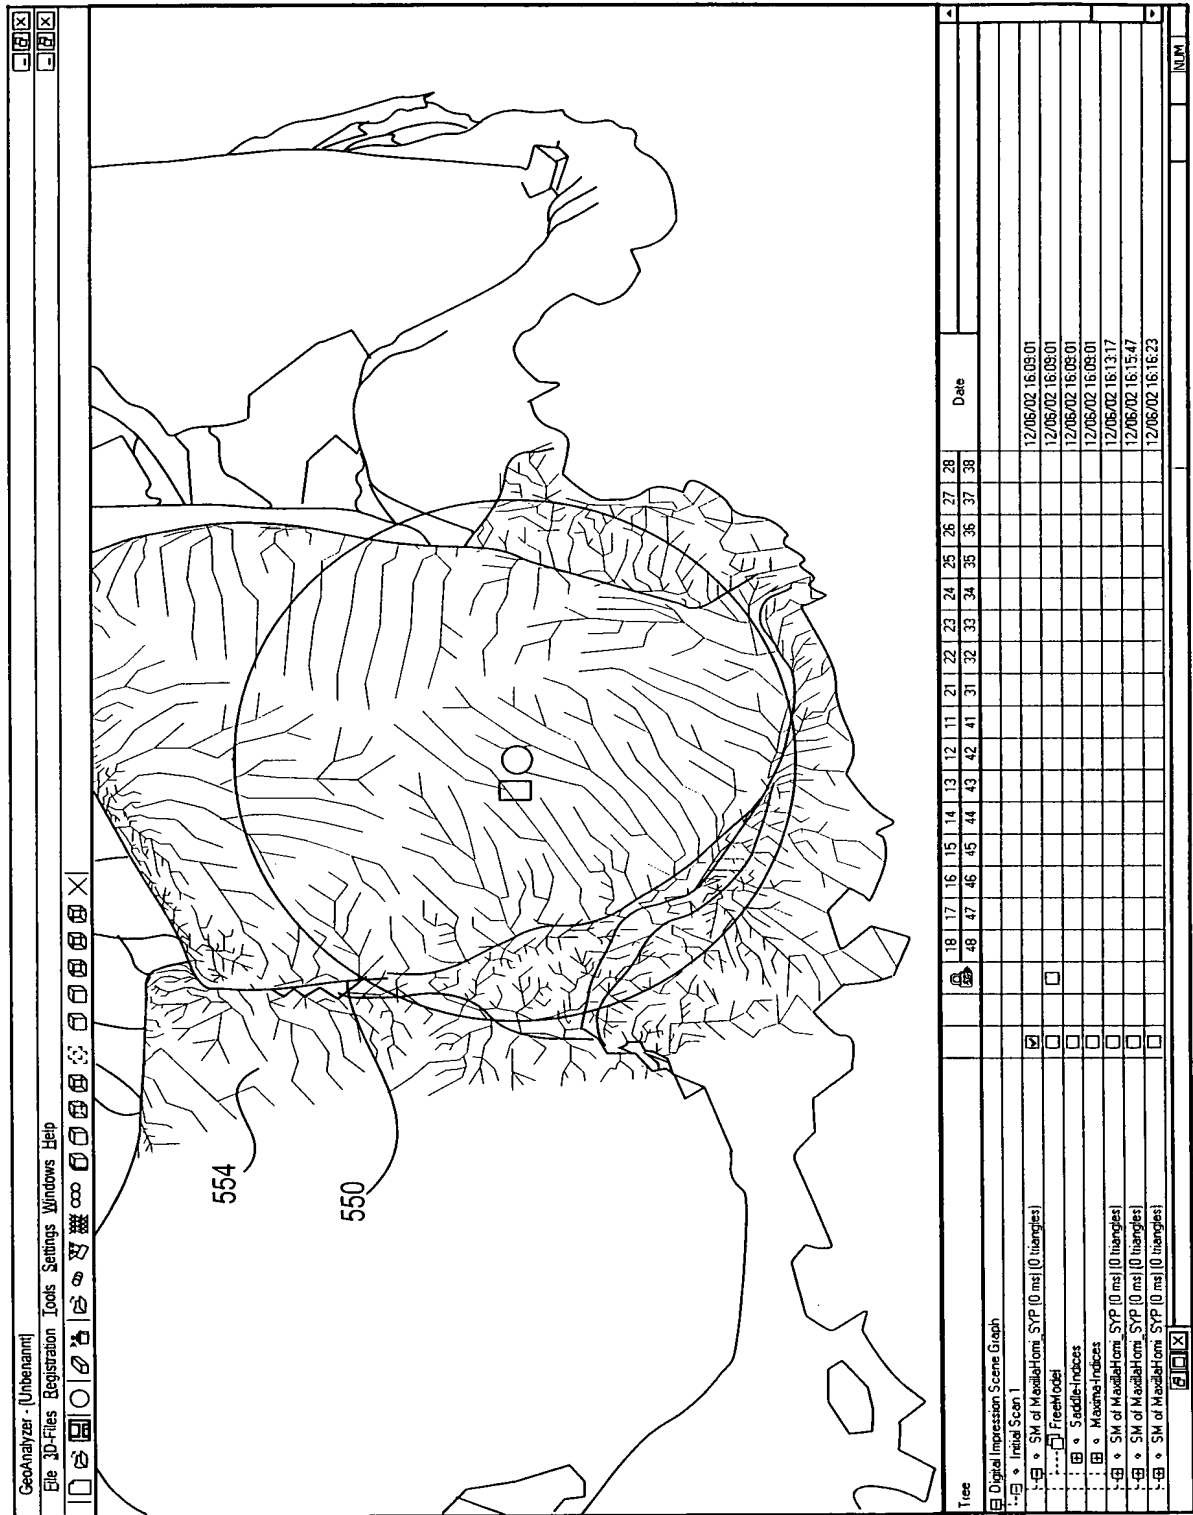 GeoAnalyzer - [Unbenannt]
File 3D-Files Registration Tools Settings Windows Help
554
550
Tree 18 17 16 15 14 13 12 11 21 22 23 24 25 26 27 28 Date
48 47 46 45 44 43 42 41 31 32 33 34 35 36 37 38
Digital Impression Scene Graph
Initial Scan 1
SM of MaxillaHomi_SYP (0 ms) (0 triangles) 12/06/02 16:09:01
FreeModel 12/06/02 16:09:01
Saddle-Indices 12/06/02 16:09:01
Maxima-Indices 12/06/02 16:09:01
SM of MaxillaHomi_SYP (0 ms) (0 triangles) 12/06/02 16:13:17
SM of MaxillaHomi_SYP (0 ms) (0 triangles) 12/06/02 16:15:47
SM of MaxillaHomi_SYP (0 ms) (0 triangles) 12/06/02 16:16:23
NUM